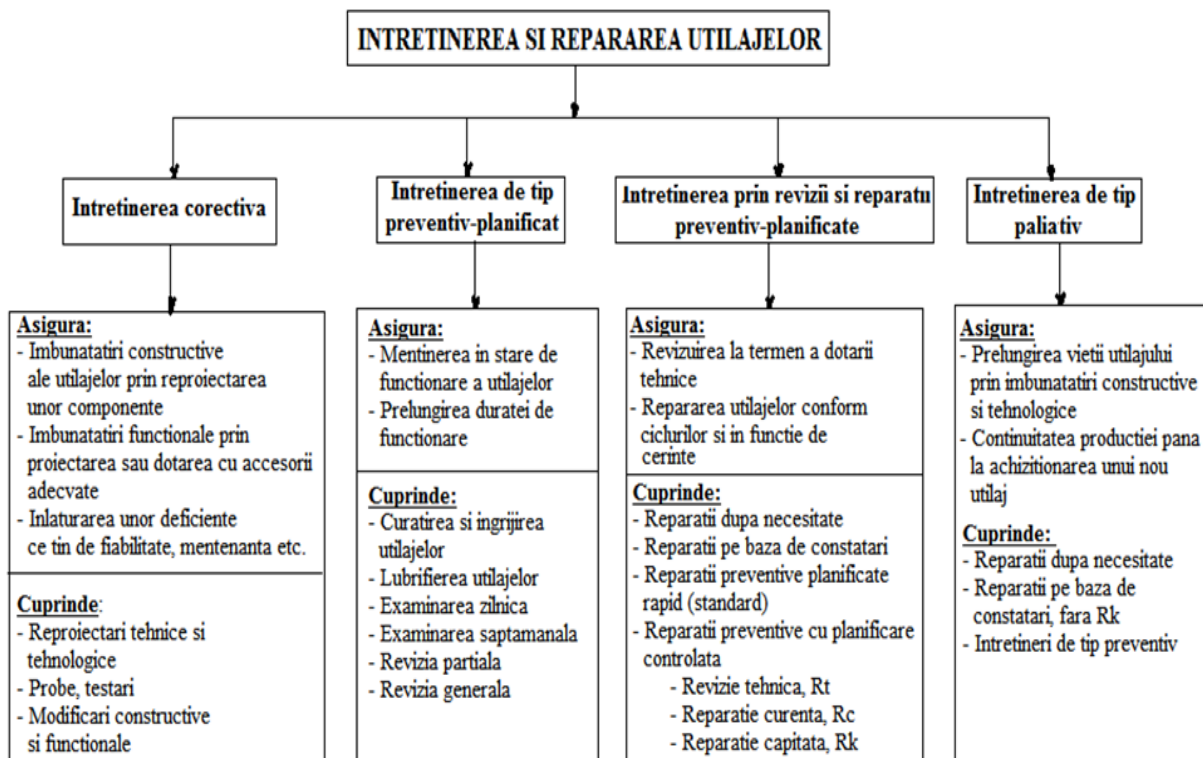 INTRETINEREA SI REPARAREA UTILAJELOR
Intretinerea corectiva
Intretinerea de tip
preventiv-planificat
Intretinerea prin revizii si reparatu
preventiv-planificate
Intretinerea de tip
paliativ
Asigura:
- Imbunatatiri constructive
ale utilajelor prin reproiectarea
unor componente
- Imbunatatiri functionale prin
proiectarea sau dotarea cu accesorii
adecvate
- Inlaturarea unor deficiente
ce tin de fiabilitate, mentenanta etc.
Cuprinde:
- Reproiectari tehnice si
tehnologice
- Probe, testari
- Modificari constructive
si functionale
Asigura:
- Mentinerea in stare de
functionare a utilajelor
- Prelungirea duratei de
functionare
Cuprinde:
- Curatirea si ingrijirea
utilajelor
- Lubrifierea utilajelor
- Examinarea zilnica
- Examinarea saptamanala
- Revizia partiala
- Revizia generala
Asigura:
- Revizuirea la termen a dotarii
tehnice
- Repararea utilajelor conform
ciclurilor si in functie de
cerinte
Cuprinde:
- Reparatii dupa necesitate
- Reparatii pe baza de constatari
- Reparatii preventive planificate
rapid (standard)
- Reparatii preventive cu planificare
controlata
- Revizie tehnica, Rt
- Reparatie curenta, Rc
- Reparatie capitata, Rk
Asigura:
- Prelungirea vietii utilajului
prin imbunatatiri constructive
si tehnologice
- Continuitatea productiei pana
la achizitionarea unui nou
utilaj
Cuprinde:
- Reparatii dupa necesitate
- Reparatii pe baza de
constatari, fara Rk
- Intretineri de tip preventiv